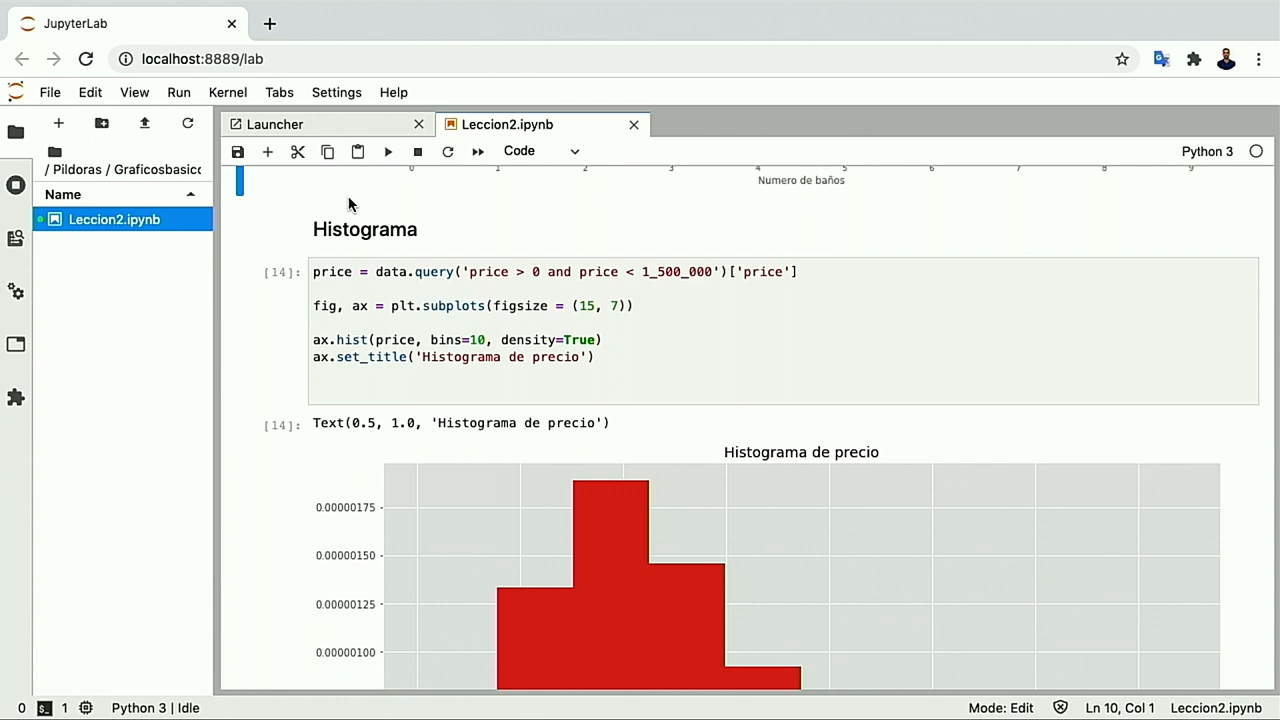 JupyterLab
localhost:8889/lab
File Edit View Run Kernel Tabs Settings Help
Launcher
Leccion2.ipynb
Code
Python 3
/ Pildoras / Graficosbasicc
Name
Leccion2.ipynb
0 1 2 3 4 5 6 7 8 9
Numero de baños
Histograma
[14]:
price = data.query('price > 0 and price < 1_500_000')['price']
fig, ax = plt.subplots(figsize = (15, 7))
ax.hist(price, bins=10, density=True)
ax.set_title('Histograma de precio')
[14]:
Text(0.5, 1.0, 'Histograma de precio')
Histograma de precio
0.00000175
0.00000150
0.00000125
0.00000100
0 $_ 1 Python 3 | Idle
Mode: Edit Ln 10, Col 1 Leccion2.ipynb